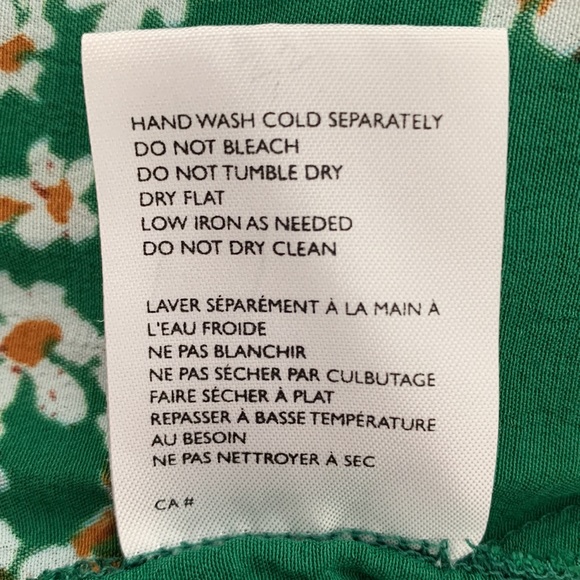 HAND WASH COLD SEPARATELY
DO NOT BLEACH
DO NOT TUMBLE DRY
DRY FLAT
LOW IRON AS NEEDED
DO NOT DRY CLEAN
LAVER SÉPARÉMENT À LA MAIN À
L'EAU FROIDE
NE PAS BLANCHIR
NE PAS SÉCHER PAR CULBUTAGE
FAIRE SÉCHER À PLAT
REPASSER À BASSE TEMPÉRATURE
AU BESOIN
NE PAS NETTROYER À SEC
CA #